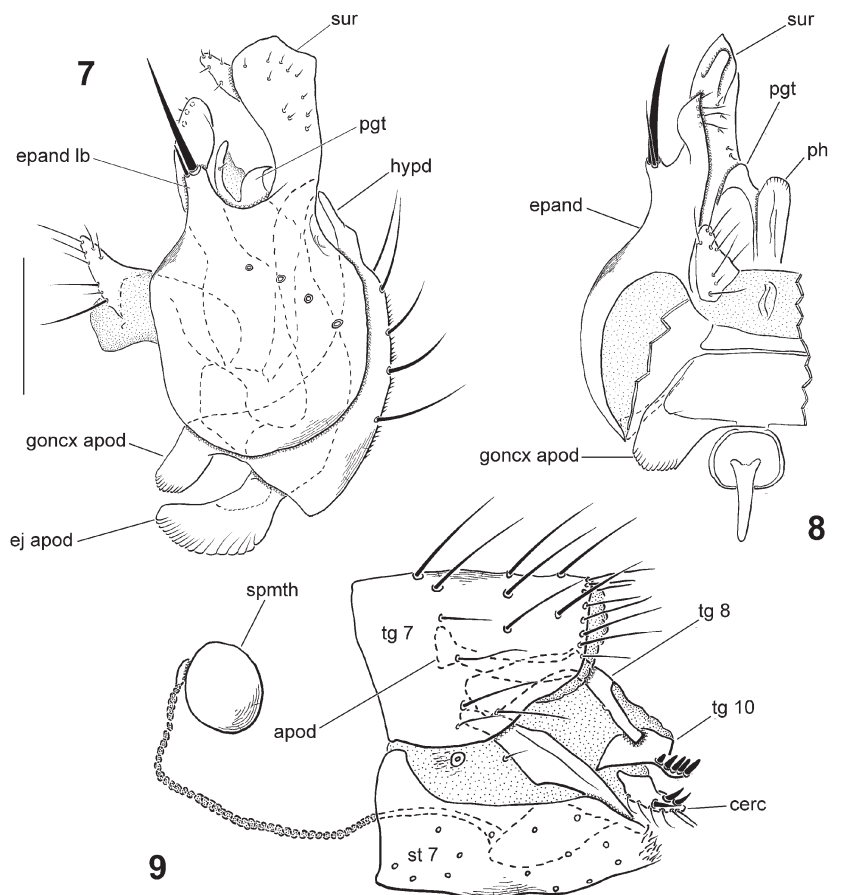 7
sur
pgt
epand lb
hypd
goncx apod
ej apod
sur
pgt
ph
epand
goncx apod
8
spmth
tg 7
tg 8
apod
tg 10
cerc
st 7
9